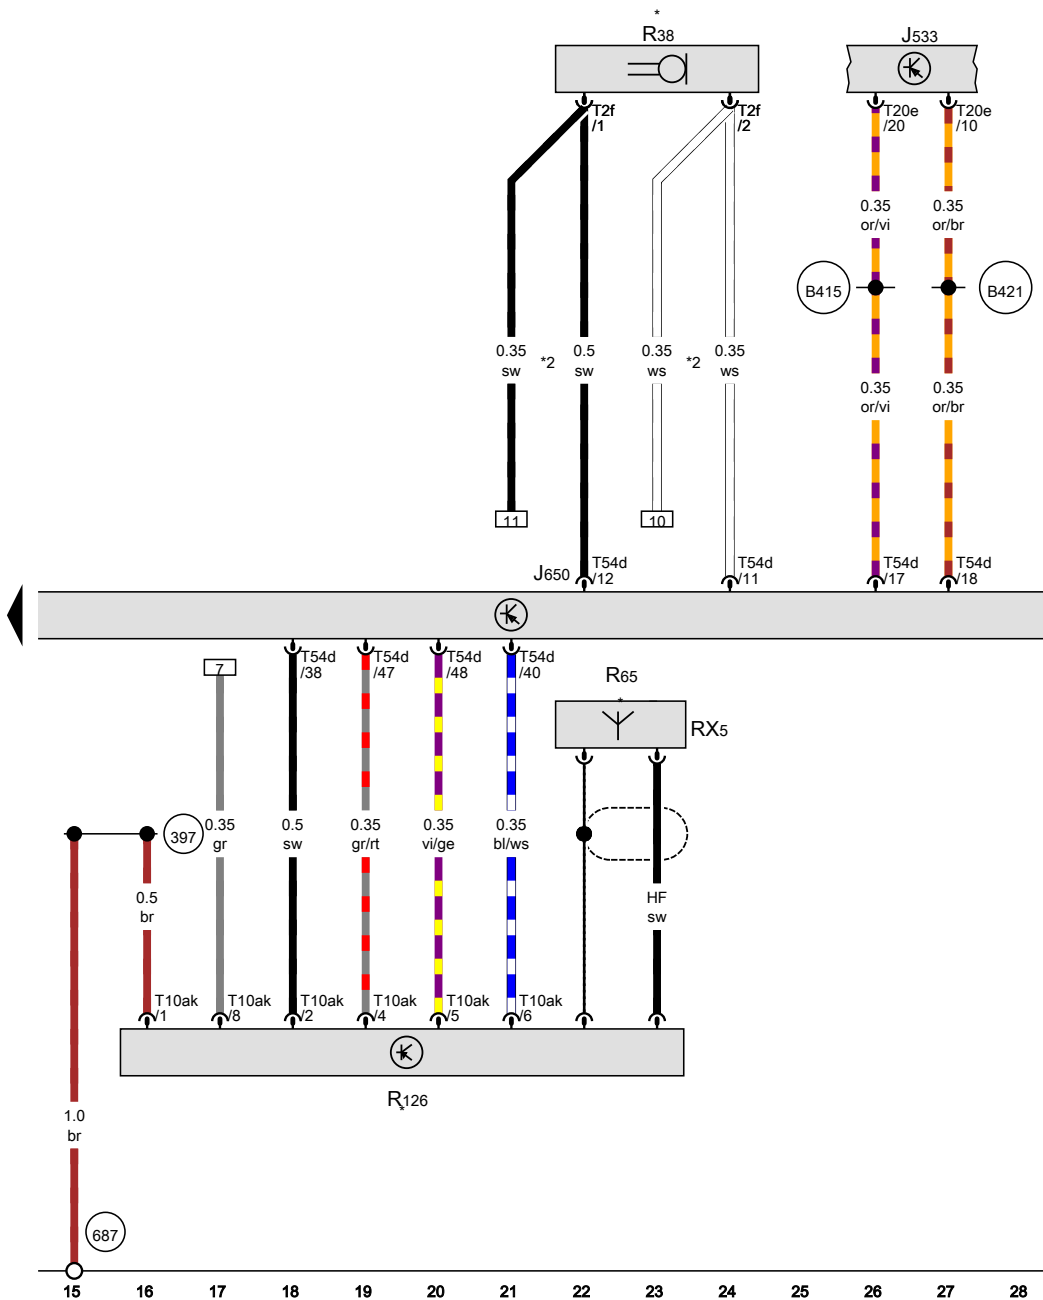 *
R38
J533
T2f
/1
T2f
/2
T20e
/20
T20e
/10
0.35
or/vi
0.35
or/br
B415
B421
0.35
sw
*2
0.5
sw
0.35
ws
*2
0.35
ws
0.35
or/vi
0.35
or/br
11
10
J650
T54d
/12
T54d
/11
T54d
/17
T54d
/18
7
T54d
/38
T54d
/47
T54d
/48
T54d
/40
R65
*
RX5
397
0.35
gr
0.5
sw
0.35
gr/rt
0.35
vi/ge
0.35
bl/ws
0.5
br
HF
sw
T10ak
/1
T10ak
/8
T10ak
/2
T10ak
/4
T10ak
/5
T10ak
/6
R126
*
1.0
br
687
15 16 17 18 19 20 21 22 23 24 25 26 27 28